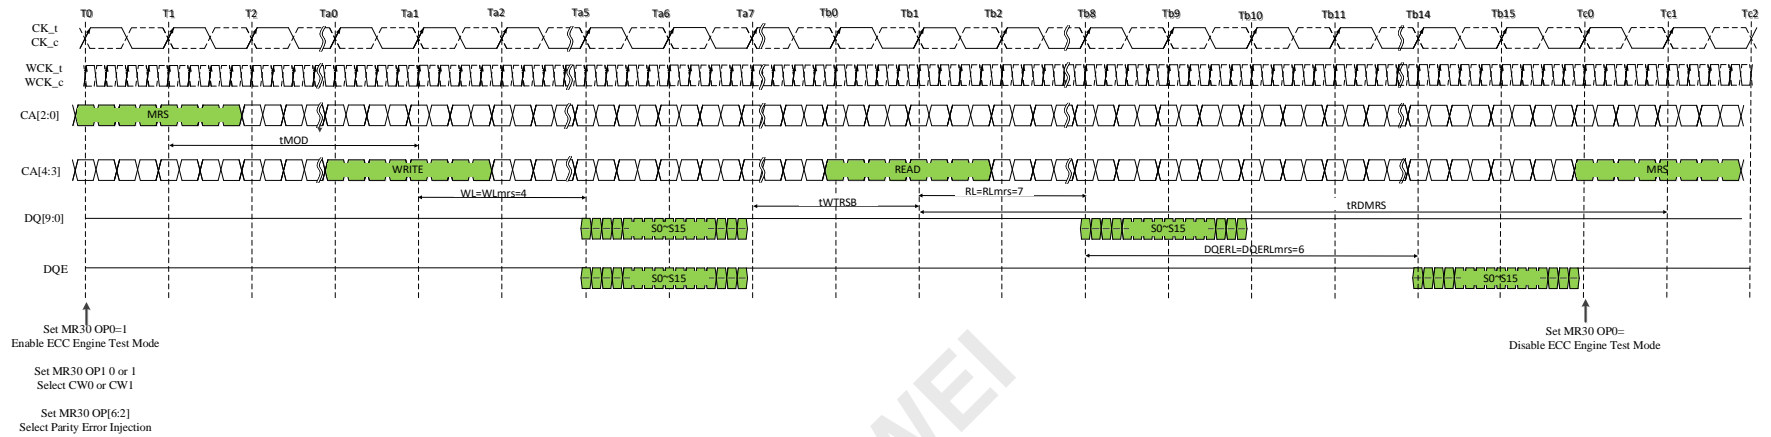 T0 T1 T2 Ta0 Ta1 Ta2 Ta5 Ta6 Ta7 Tb0 Tb1 Tb2 Tb8 Tb9 Tb10 Tb11 Tb14 Tb15 Tc0 Tc1 Tc2
CK_t
CK_c
WCK_t
WCK_c
CA[2:0]
MRS
tMOD
CA[4:3]
WRITE READ MRS
WL=WLmrs=4 RL=RLmrs=7
tWTRSB tRDMRS
DQ[9:0]
S0~S15 S0~S15
DQERL=DQERLmrs=6
DQE
S0~S15 S0~S15
Set MR30 OP0=1
Enable ECC Engine Test Mode
Set MR30 OP1 0 or 1
Select CW0 or CW1
Set MR30 OP[6:2]
Select Parity Error Injection
Set MR30 OP0=
Disable ECC Engine Test Mode
WEI